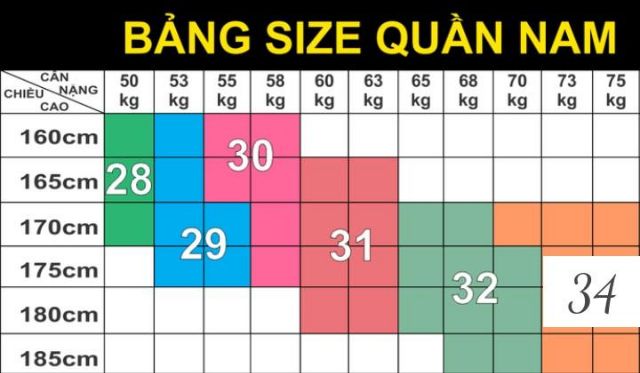 BẢNG SIZE QUẦN NAM
CÂN NẶNG
CHIỀU CAO
50 kg 53 kg 55 kg 58 kg 60 kg 63 kg 65 kg 68 kg 70 kg 73 kg 75 kg
160cm
30
165cm
28
170cm
29 31
175cm
32 34
180cm
185cm